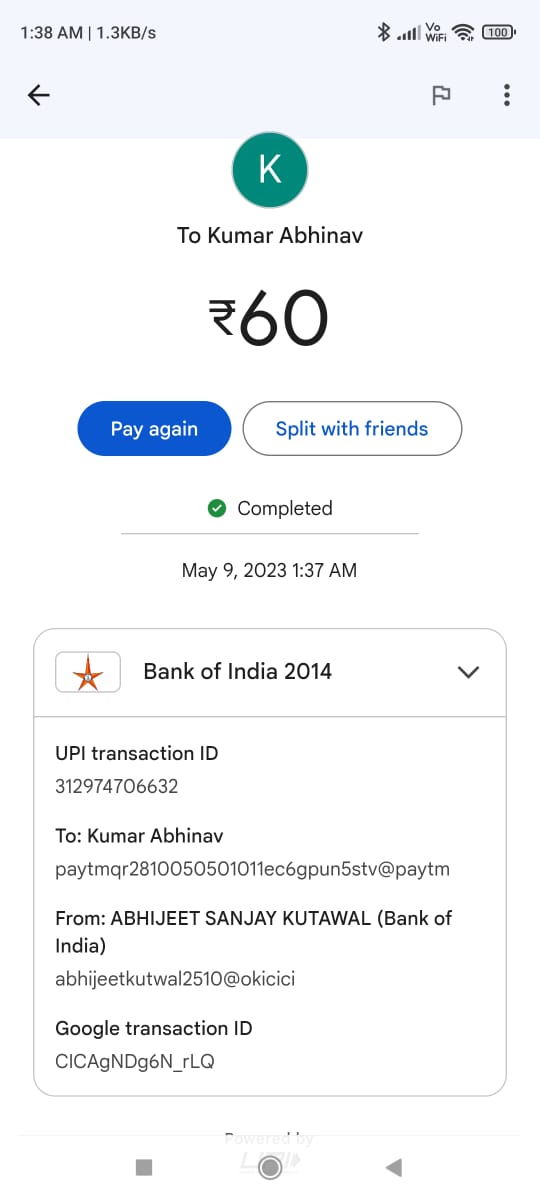 1:38 AM | 1.3KB/s
Vo
WiFi
100
K
To Kumar Abhinav
₹60
Pay again
Split with friends
Completed
May 9, 2023 1:37 AM
Bank of India 2014
UPI transaction ID
312974706632
To: Kumar Abhinav
paytmqr2810050501011ec6gpun5stv@paytm
From: ABHIJEET SANJAY KUTAWAL (Bank of
India)
abhijeetkutwal2510@okicici
Google transaction ID
CICAgNDg6N_rLQ
Powered by